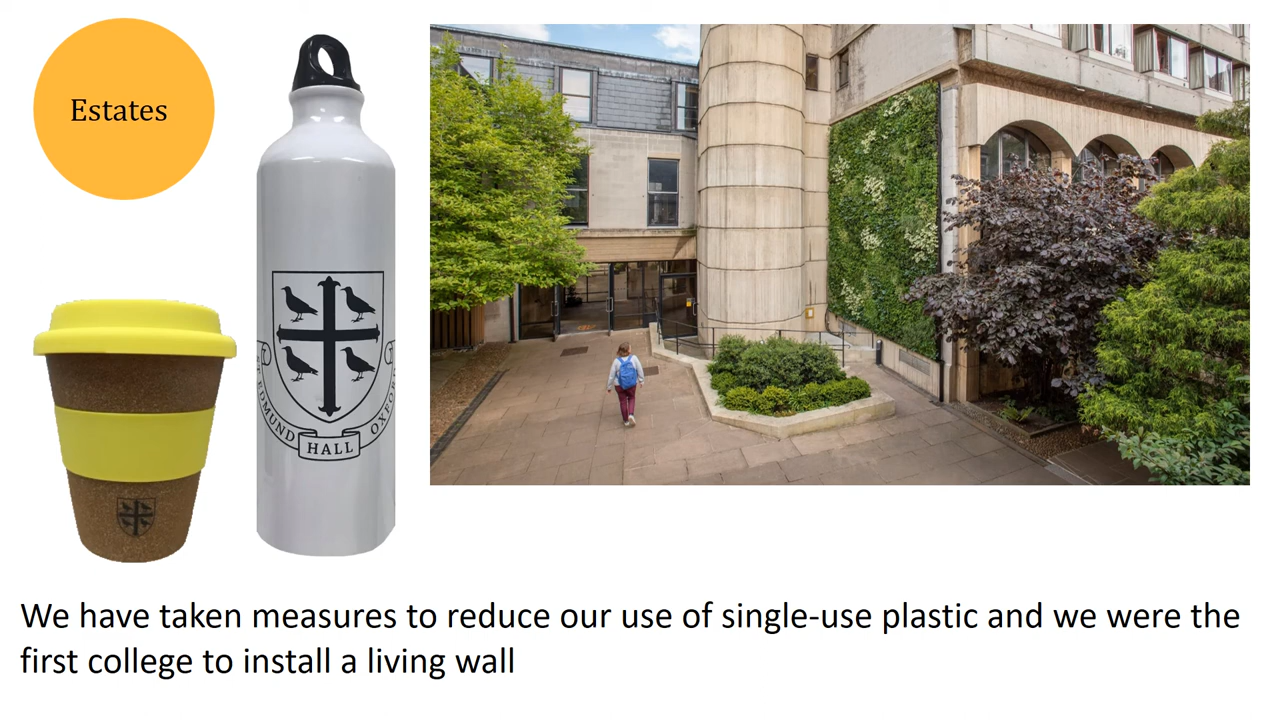 Estates
ST EDMUND HALL OXFORD
We have taken measures to reduce our use of single-use plastic and we were the
first college to install a living wall